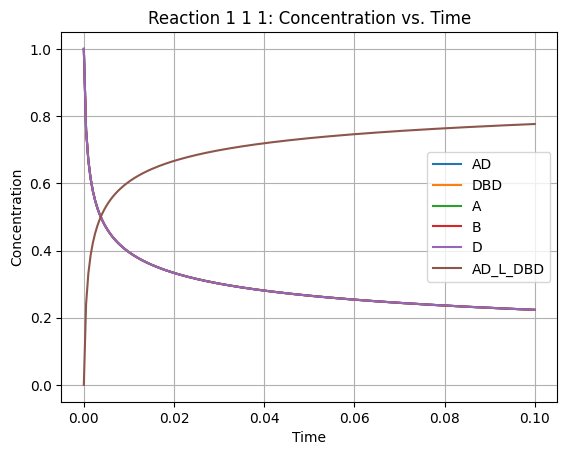 Reaction 1 1 1: Concentration vs. Time
Concentration
1.0
0.8
0.6
0.4
0.2
0.0
AD
DBD
A
B
D
AD_L_DBD
0.00 0.02 0.04 0.06 0.08 0.10
Time